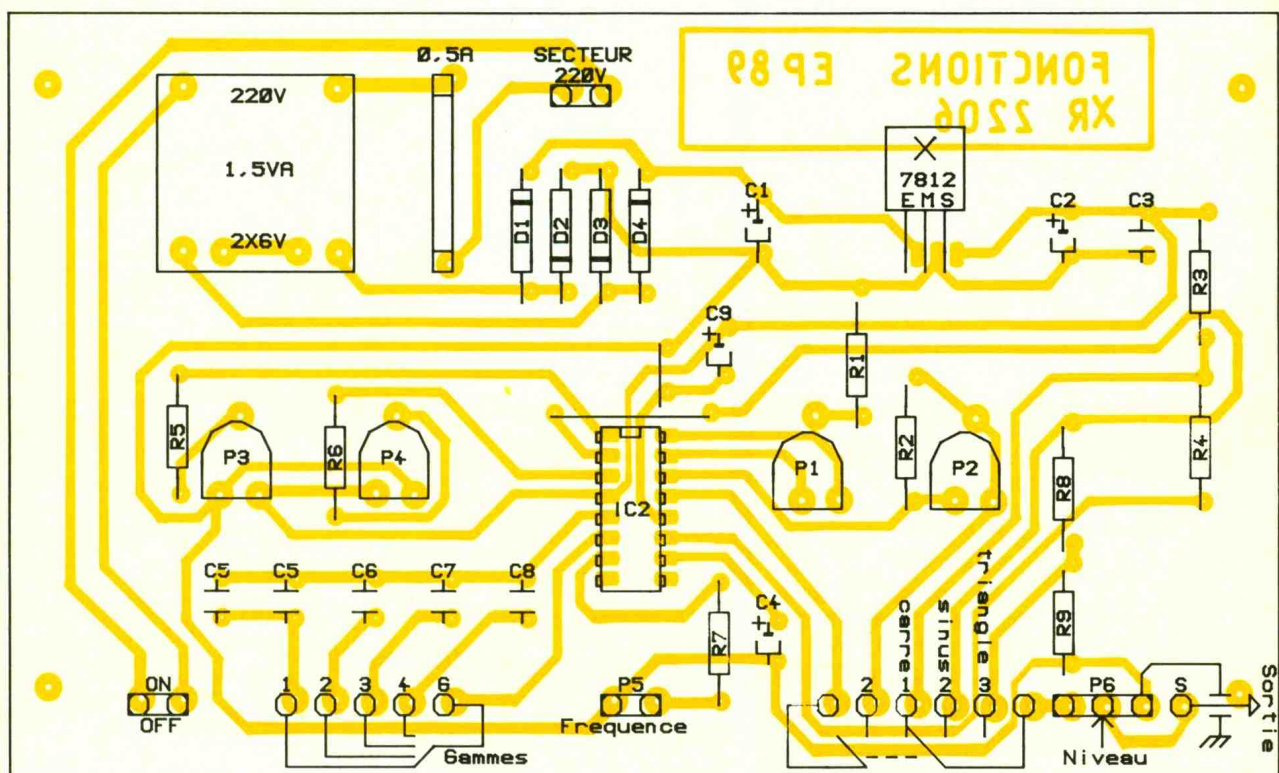 0,5A
SECTEUR
220V
FONCTIONS EP89
XR 2206
220V
1,5VA
2X6V
7812
EMS
D1
D2
D3
D4
C1
C2
C3
R3
C9
R1
R5
P3
R6
P4
IC2
P1
R2
P2
R8
R4
C5
C5
C6
C7
C8
R7
C4
carre
sinus
triangle
R9
ON
OFF
1
2
3
4
6
Gammes
P5
Frequence
2
1
2
3
P6
Niveau
S
Sortie